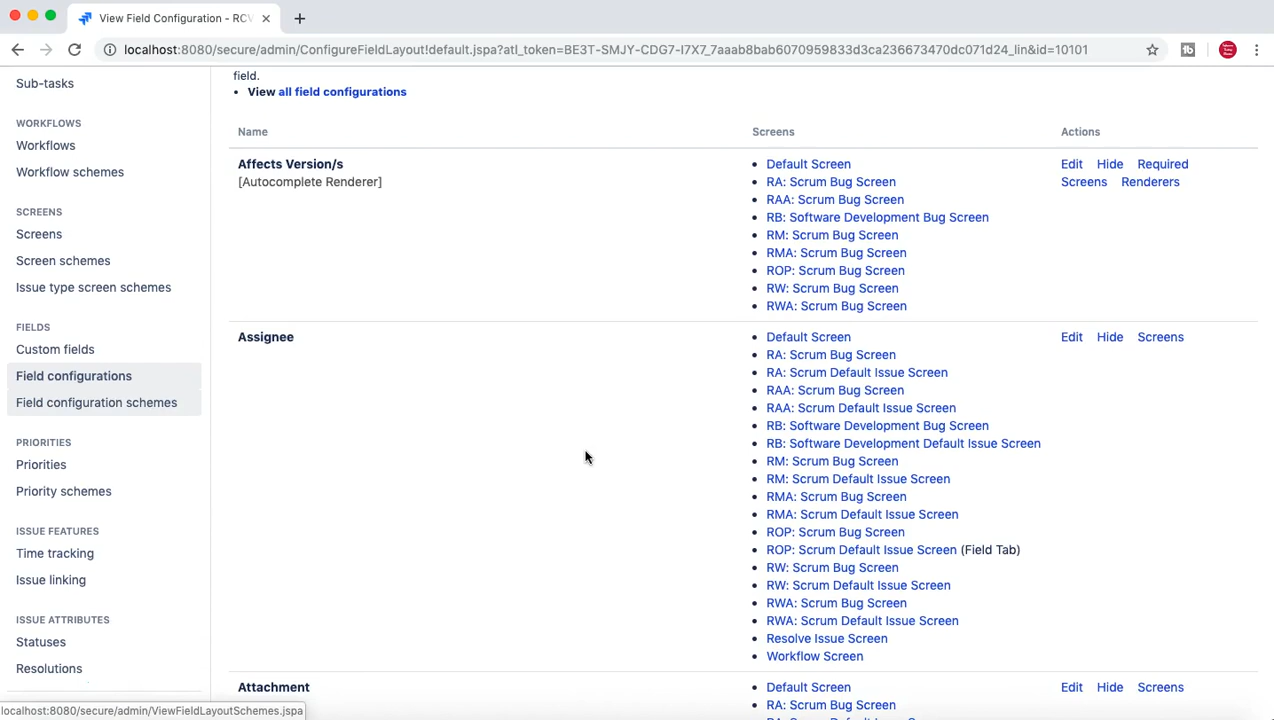 View Field Configuration - RCV
localhost:8080/secure/admin/ConfigureFieldLayout!default.jspa?atl_token=BE3T-SMJY-CDG7-I7X7_7aaab8bab6070959833d3ca236673470dc071d24_lin&id=10101
Sub-tasks
WORKFLOWS
Workflows
Workflow schemes
SCREENS
Screens
Screen schemes
Issue type screen schemes
FIELDS
Custom fields
Field configurations
Field configuration schemes
PRIORITIES
Priorities
Priority schemes
ISSUE FEATURES
Time tracking
Issue linking
ISSUE ATTRIBUTES
Statuses
Resolutions
localhost:8080/secure/admin/ViewFieldLayoutSchemes.jspa
field.
• View all field configurations
Name Screens Actions
Affects Version/s
[Autocomplete Renderer]
• Default Screen
• RA: Scrum Bug Screen
• RAA: Scrum Bug Screen
• RB: Software Development Bug Screen
• RM: Scrum Bug Screen
• RMA: Scrum Bug Screen
• ROP: Scrum Bug Screen
• RW: Scrum Bug Screen
• RWA: Scrum Bug Screen
Edit Hide Required
Screens Renderers
Assignee
• Default Screen
• RA: Scrum Bug Screen
• RA: Scrum Default Issue Screen
• RAA: Scrum Bug Screen
• RAA: Scrum Default Issue Screen
• RB: Software Development Bug Screen
• RB: Software Development Default Issue Screen
• RM: Scrum Bug Screen
• RM: Scrum Default Issue Screen
• RMA: Scrum Bug Screen
• RMA: Scrum Default Issue Screen
• ROP: Scrum Bug Screen
• ROP: Scrum Default Issue Screen (Field Tab)
• RW: Scrum Bug Screen
• RW: Scrum Default Issue Screen
• RWA: Scrum Bug Screen
• RWA: Scrum Default Issue Screen
• Resolve Issue Screen
• Workflow Screen
Edit Hide Screens
Attachment
• Default Screen
• RA: Scrum Bug Screen
Edit Hide Screens